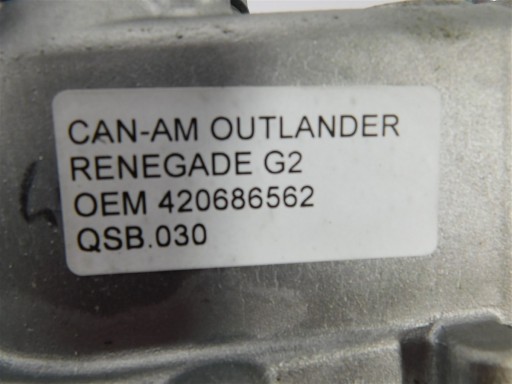 CAN-AM OUTLANDER
RENEGADE G2
OEM 420686562
QSB.030